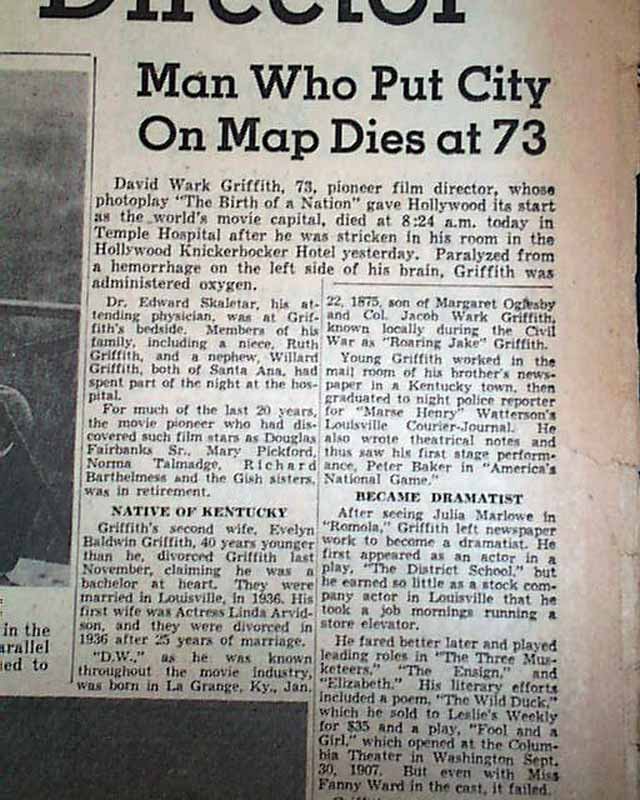 Director
Man Who Put City
On Map Dies at 73
David Wark Griffith, 73, pioneer film director, whose
photoplay "The Birth of a Nation" gave Hollywood its start
as the world's movie capital, died at 8:24 a.m. today in
Temple Hospital after he was stricken in his room in the
Hollywood Knickerbocker Hotel yesterday. Paralyzed from
a hemorrhage on the left side of his brain, Griffith was
administered oxygen.
Dr. Edward Skaletar, his at-
tending physician, was at Grif-
fith's bedside. Members of his
family, including a niece, Ruth
Griffith, and a nephew, Willard
Griffith, both of Santa Ana, had
spent part of the night at the hos-
pital.
For much of the last 20 years,
the movie pioneer who had dis-
covered such film stars as Douglas
Fairbanks Sr., Mary Pickford,
Norma Talmadge, Richard
Barthelmess and the Gish sisters,
was in retirement.
NATIVE OF KENTUCKY
Griffith's second wife, Evelyn
Baldwin Griffith, 40 years younger
than he, divorced Griffith last
November, claiming he was a
bachelor at heart. They were
married in Louisville, in 1936. His
first wife was Actress Linda Arvid-
son, and they were divorced in
1936 after 25 years of marriage.
"D.W.," as he was known
throughout the movie industry,
was born in La Grange, Ky., Jan.
22, 1875, son of Margaret Oglesby
and Col. Jacob Wark Griffith,
known locally during the Civil
War as "Roaring Jake" Griffith.
Young Griffith worked in the
mail room of his brother's news-
paper in a Kentucky town, then
graduated to night police reporter
for "Marse Henry" Watterson's
Louisville Courier-Journal. He
also wrote theatrical notes and
thus saw his first stage perform-
ance, Peter Baker in "America's
National Game."
BECAME DRAMATIST
After seeing Julia Marlowe in
"Romola," Griffith left newspaper
work to become a dramatist. He
first appeared as an actor in a
play, "The District School," but
he earned so little as a stock com-
pany actor in Louisville that he
took a job mornings running a
store elevator.
He fared better later and played
leading roles in "The Three Mus-
keteers," "The Ensign," and
"Elizabeth." His literary efforts
included a poem, "The Wild Duck,"
which he sold to Leslie's Weekly
for $35 and a play, "Fool and a
Girl," which opened at the Colum-
bia Theater in Washington Sept.
30, 1907. But even with Miss
Fanny Ward in the cast, it failed.
in the
arallel
ed to